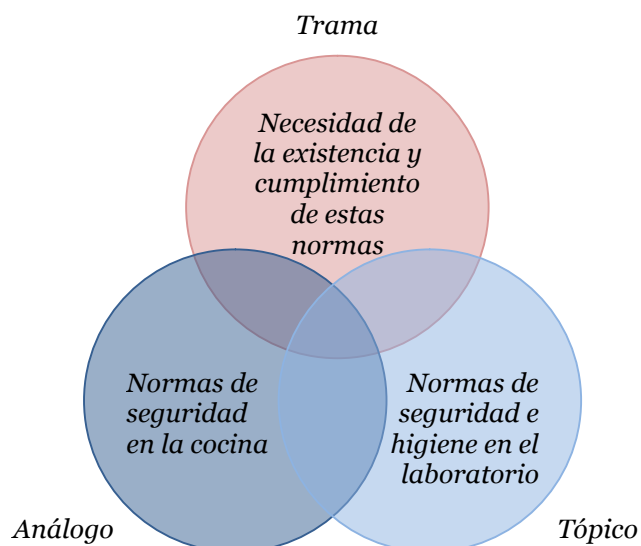 Trama
Necesidad de
la existencia y
cumplimiento
de estas
normas
Normas de
seguridad
en la cocina
Normas de
seguridad e
higiene en el
laboratorio
Análogo
Tópico